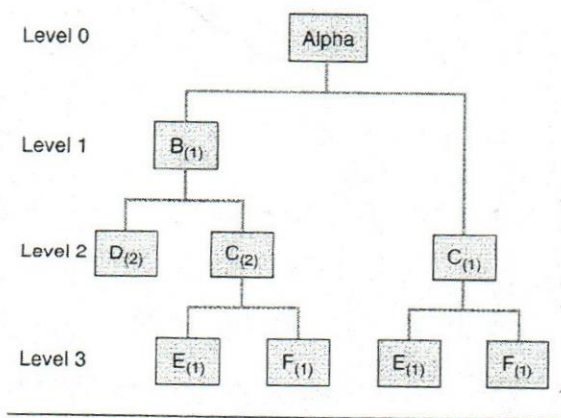 Level 0 Alpha
Level 1 B(1)
Level 2 D(2) C(2) C(1)
Level 3 E(1) F(1) E(1) F(1)